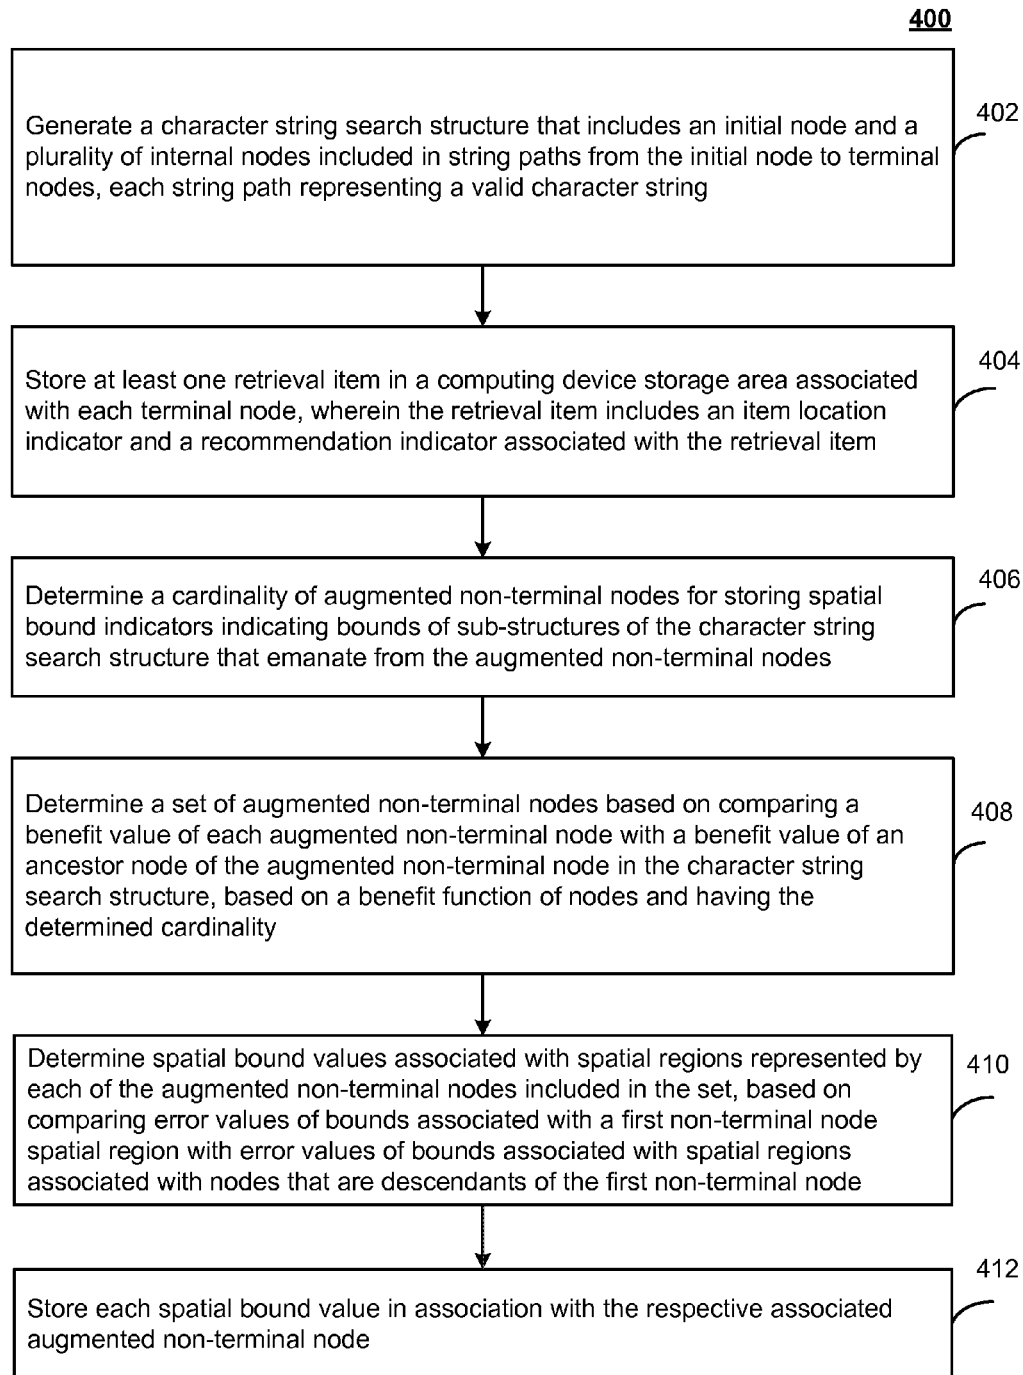 400
Generate a character string search structure that includes an initial node and a
plurality of internal nodes included in string paths from the initial node to terminal
nodes, each string path representing a valid character string
402
Store at least one retrieval item in a computing device storage area associated
with each terminal node, wherein the retrieval item includes an item location
indicator and a recommendation indicator associated with the retrieval item
404
Determine a cardinality of augmented non-terminal nodes for storing spatial
bound indicators indicating bounds of sub-structures of the character string
search structure that emanate from the augmented non-terminal nodes
406
Determine a set of augmented non-terminal nodes based on comparing a
benefit value of each augmented non-terminal node with a benefit value of an
ancestor node of the augmented non-terminal node in the character string
search structure, based on a benefit function of nodes and having the
determined cardinality
408
Determine spatial bound values associated with spatial regions represented by
each of the augmented non-terminal nodes included in the set, based on
comparing error values of bounds associated with a first non-terminal node
spatial region with error values of bounds associated with spatial regions
associated with nodes that are descendants of the first non-terminal node
410
Store each spatial bound value in association with the respective associated
augmented non-terminal node
412